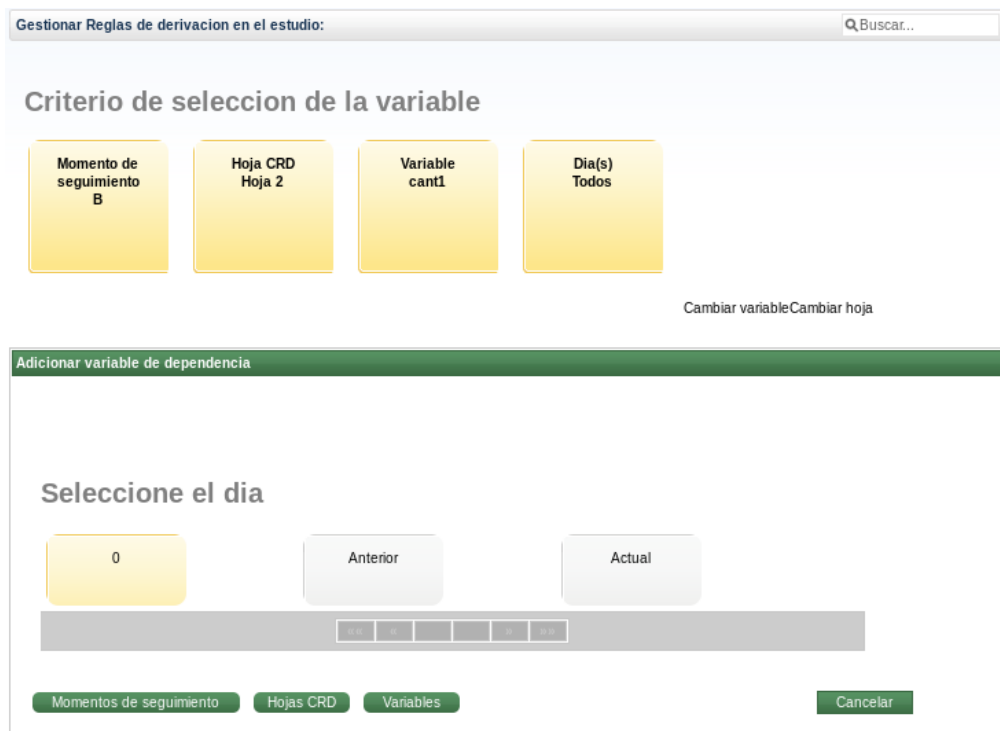 Gestionar Reglas de derivacion en el estudio:
Buscar...
Criterio de seleccion de la variable
Momento de
seguimiento
B
Hoja CRD
Hoja 2
Variable
cant1
Dia(s)
Todos
Cambiar variableCambiar hoja
Adicionar variable de dependencia
Seleccione el dia
0
Anterior
Actual
«« « » »»
Momentos de seguimiento
Hojas CRD
Variables
Cancelar